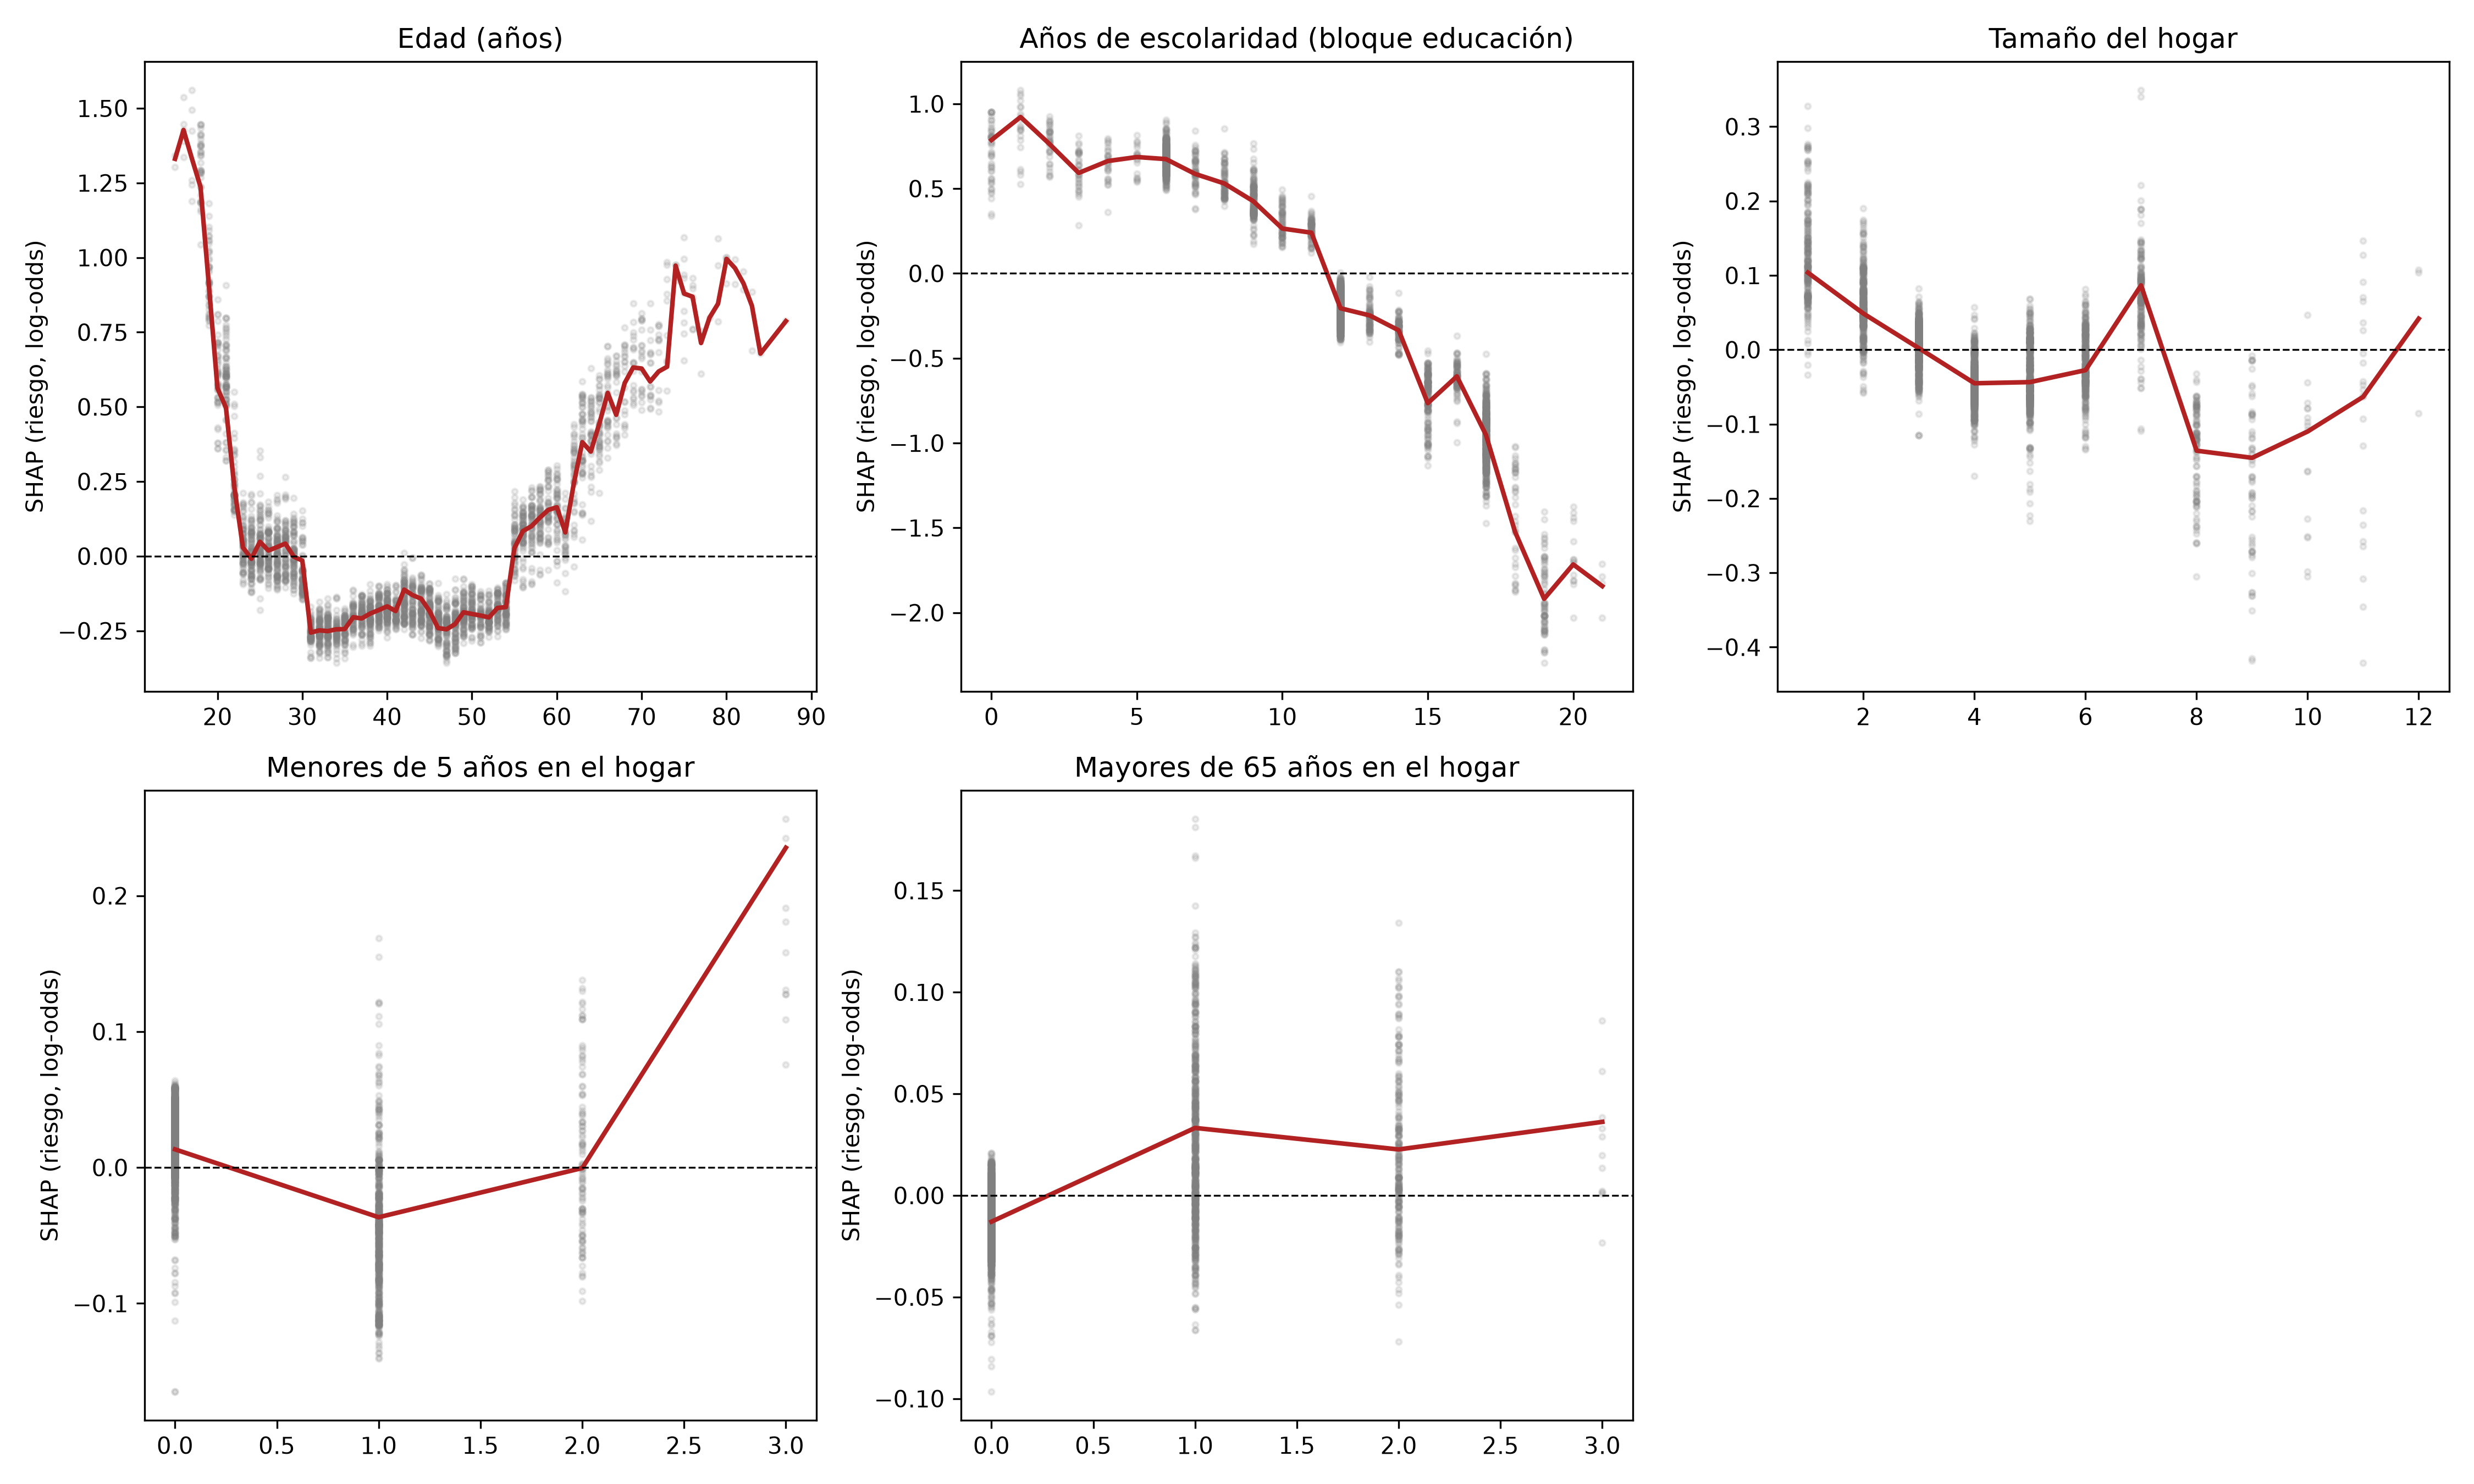 Edad (años)
SHAP (riesgo, log-odds)
1.50
1.25
1.00
0.75
0.50
0.25
0.00
−0.25
20 30 40 50 60 70 80 90
Años de escolaridad (bloque educación)
SHAP (riesgo, log-odds)
1.0
0.5
0.0
−0.5
−1.0
−1.5
−2.0
0 5 10 15 20
Tamaño del hogar
SHAP (riesgo, log-odds)
0.3
0.2
0.1
0.0
−0.1
−0.2
−0.3
−0.4
2 4 6 8 10 12
Menores de 5 años en el hogar
SHAP (riesgo, log-odds)
0.2
0.1
0.0
−0.1
0.0 0.5 1.0 1.5 2.0 2.5 3.0
Mayores de 65 años en el hogar
SHAP (riesgo, log-odds)
0.15
0.10
0.05
0.00
−0.05
−0.10
0.0 0.5 1.0 1.5 2.0 2.5 3.0